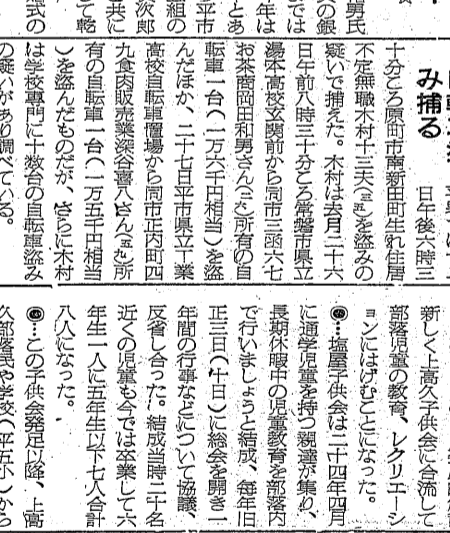 み捕る
日午後六時三
十分ころ原町市南新田町生れ住居
不定無職木村十三夫(三五)を盗みの
疑いで捕えた。木村は去月二十六
日午前八時三十分ころ常磐市県立
湯本高校玄関前から同市三函六七
お茶商岡田和男さん 所有の自
転車一台(一万六千円相当)を盗
んだほか、二十七日平市県立工業
高校自転車置場から同市正内町四
九食肉販売業深谷喜八さん 所
有の自転車一台(一万五千円相当
)を盗んだものだが、さらに木村
は学校専門に十数台の自転車盗み
の疑いがあり調べている。
新しく上高久子供会に合流して
部落児童の教育、レクリエーシ
ョンにはげむことになった。
◎…塩屋子供会は二十四年四月
に通学児童を持つ親達が集り、
長期休暇中の児童教育を部落内
で行いましょうと結成、毎年旧
正三日(十日)に総会を開き一
年間の行事などについて協議、
反省し合った。結成当時二十名
近くの児童も今では卒業して六
年生一人に五年生以下七人合計
八人になった。
◎…この子供会発足以降、上高
久部落民や学校(平五小)から